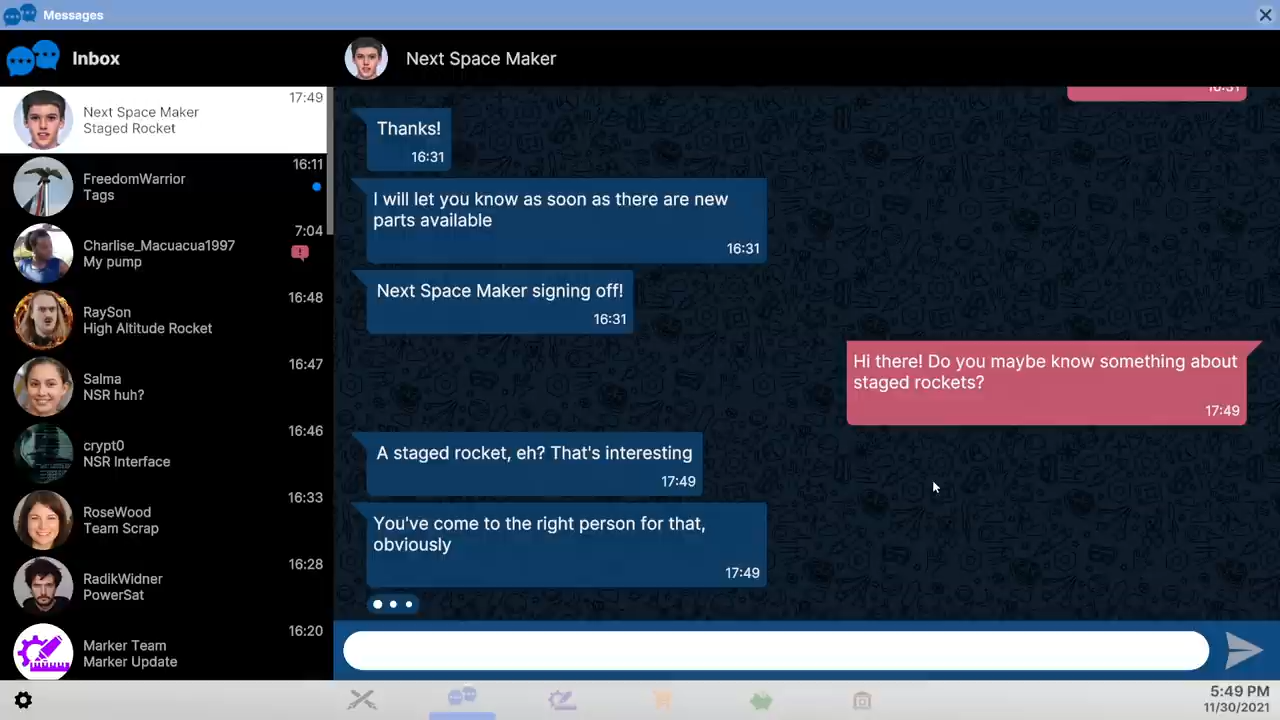 Messages
Inbox
Next Space Maker
17:49
Staged Rocket
FreedomWarrior
16:11
Tags
Charlise_Macuacua1997
7:04
My pump
RaySon
16:48
High Altitude Rocket
Salma
16:47
NSR huh?
crypt0
16:46
NSR Interface
RoseWood
16:33
Team Scrap
RadikWidner
16:28
PowerSat
Marker Team
16:20
Marker Update
Next Space Maker
16:31
Thanks!
16:31
I will let you know as soon as there are new
parts available
16:31
Next Space Maker signing off!
16:31
Hi there! Do you maybe know something about
staged rockets?
17:49
A staged rocket, eh? That's interesting
17:49
You've come to the right person for that,
obviously
17:49
5:49 PM
11/30/2021